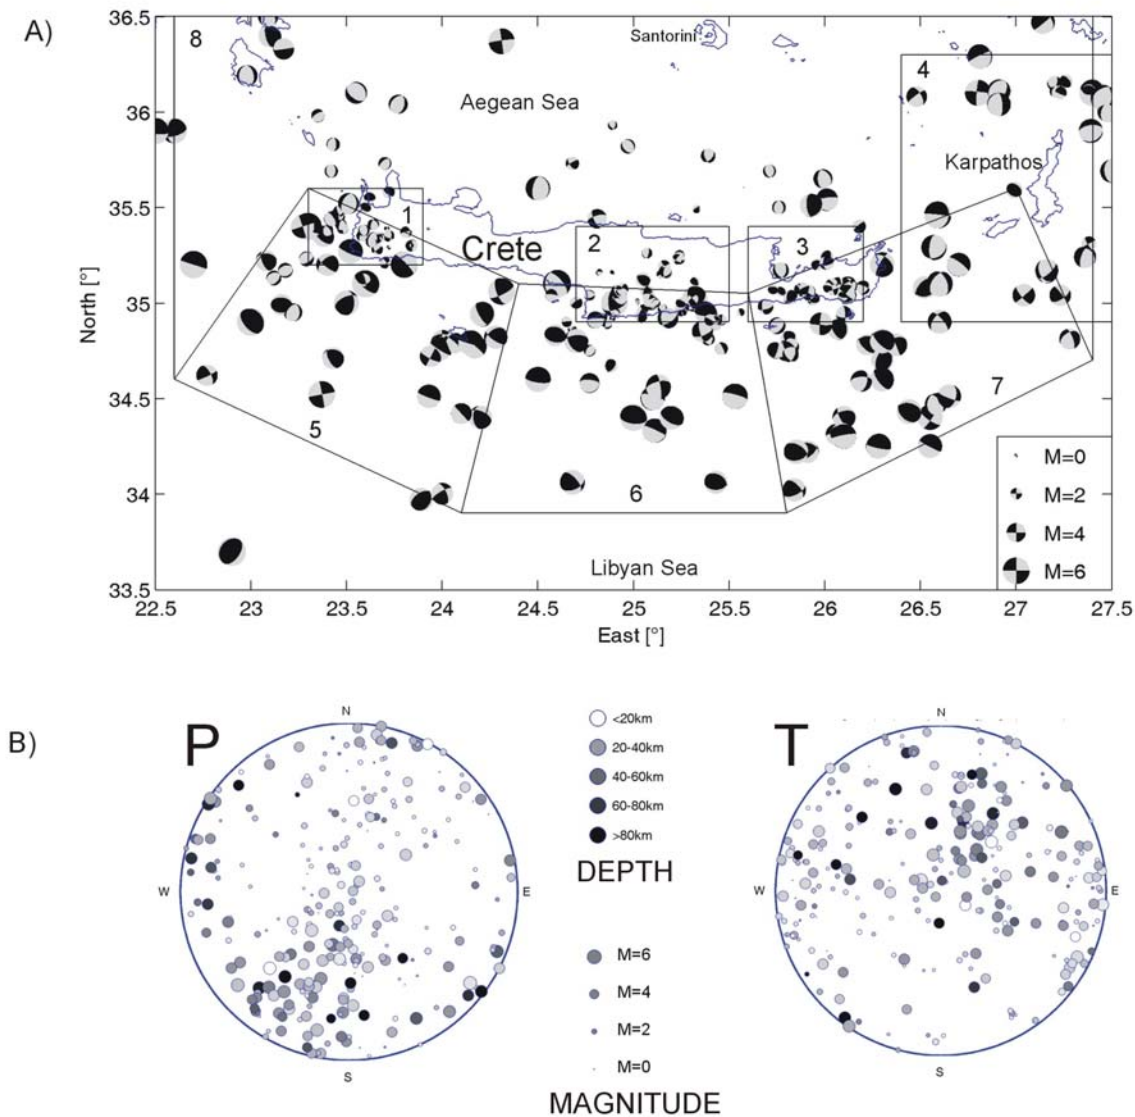 A)
36.5
36
35.5
35
34.5
34
33.5
North [°]
8
Santorini
4
Aegean Sea
Karpathos
1
Crete
2
3
5
6
7
Libyan Sea
M=0
M=2
M=4
M=6
22.5 23 23.5 24 24.5 25 25.5 26 26.5 27 27.5
East [°]
B)
P
N
W
E
S
<20km
20-40km
40-60km
60-80km
>80km
DEPTH
M=6
M=4
M=2
M=0
MAGNITUDE
T
N
W
E
S